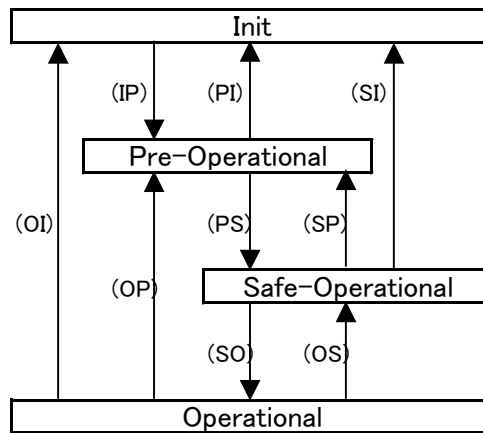 Init
(IP)
(PI)
(SI)
Pre-Operational
(OI)
(PS)
(SP)
(OP)
Safe-Operational
(SO)
(OS)
Operational